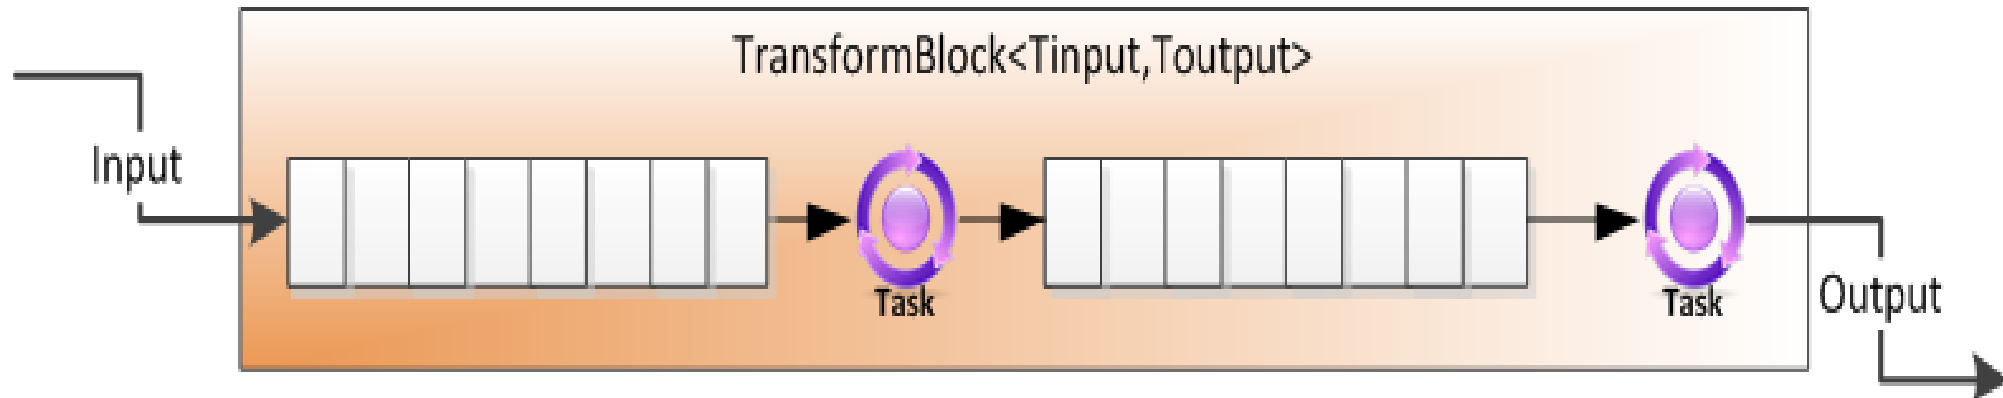 TransformBlock<Tinput,Toutput>
Input
Task
Task
Output